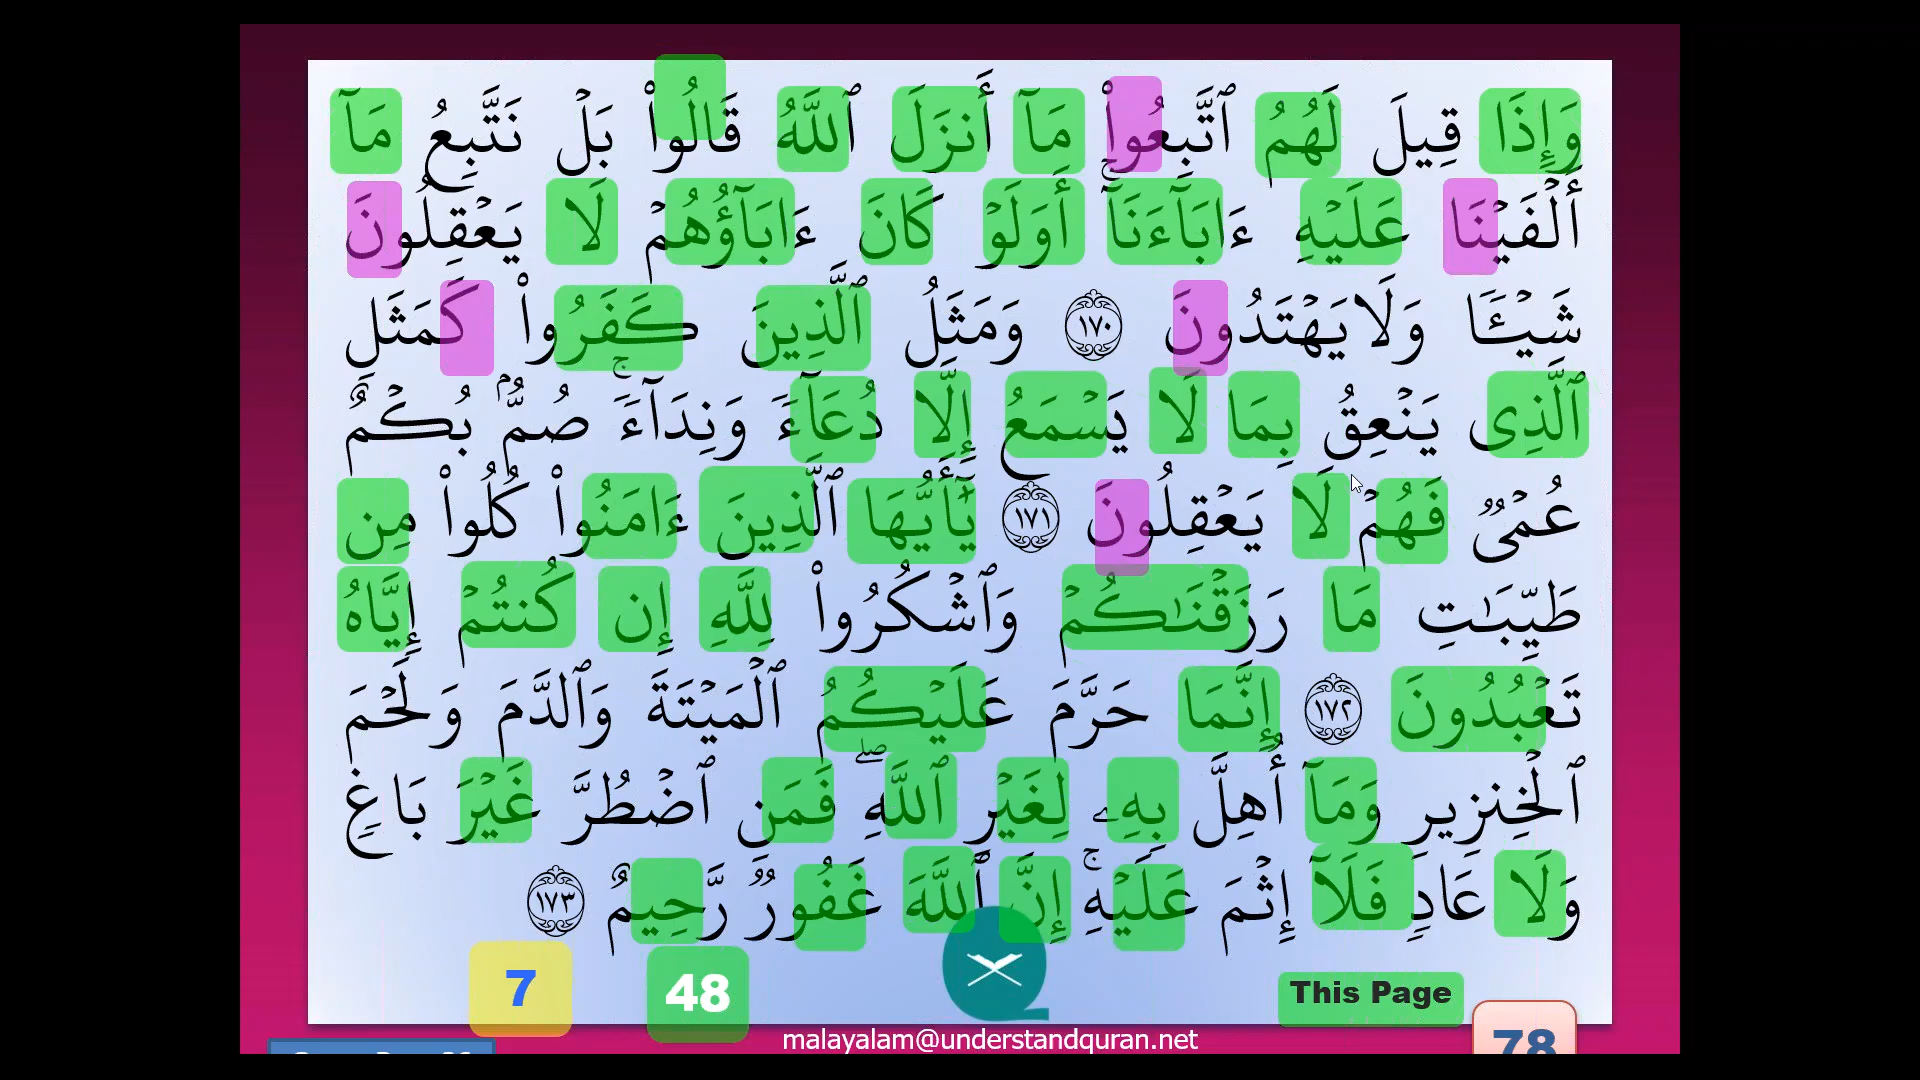 وَإِذَا قِيلَ لَهُمُ ٱتَّبِعُوا۟ مَآ أَنزَلَ ٱللَّهُ قَالُوا۟ بَلْ نَتَّبِعُ مَآ
أَلْفَيْنَا عَلَيْهِ ءَابَآءَنَآ ۗ أَوَلَوْ كَانَ ءَابَآؤُهُمْ لَا يَعْقِلُونَ
شَيْـًٔا وَلَا يَهْتَدُونَ ١٧٠ وَمَثَلُ ٱلَّذِينَ كَفَرُوا۟ كَمَثَلِ
ٱلَّذِى يَنْعِقُ بِمَا لَا يَسْمَعُ إِلَّا دُعَآءً وَنِدَآءً ۚ صُمٌّۢ بُكْمٌ
عُمْىٌ فَهُمْ لَا يَعْقِلُونَ ١٧١ يَٰٓأَيُّهَا ٱلَّذِينَ ءَامَنُوا۟ كُلُوا۟ مِن
طَيِّبَٰتِ مَا رَزَقْنَٰكُمْ وَٱشْكُرُوا۟ لِلَّهِ إِن كُنتُمْ إِيَّاهُ
تَعْبُدُونَ ١٧٢ إِنَّمَا حَرَّمَ عَلَيْكُمُ ٱلْمَيْتَةَ وَٱلدَّمَ وَلَحْمَ
ٱلْخِنزِيرِ وَمَآ أُهِلَّ بِهِۦ لِغَيْرِ ٱللَّهِ ۖ فَمَنِ ٱضْطُرَّ غَيْرَ بَاغٍ
وَلَا عَادٍ فَلَآ إِثْمَ عَلَيْهِ ۚ إِنَّ ٱللَّهَ غَفُورٌ رَّحِيمٌ ١٧٣
7 48 This Page
malayalam@understandquran.net 78